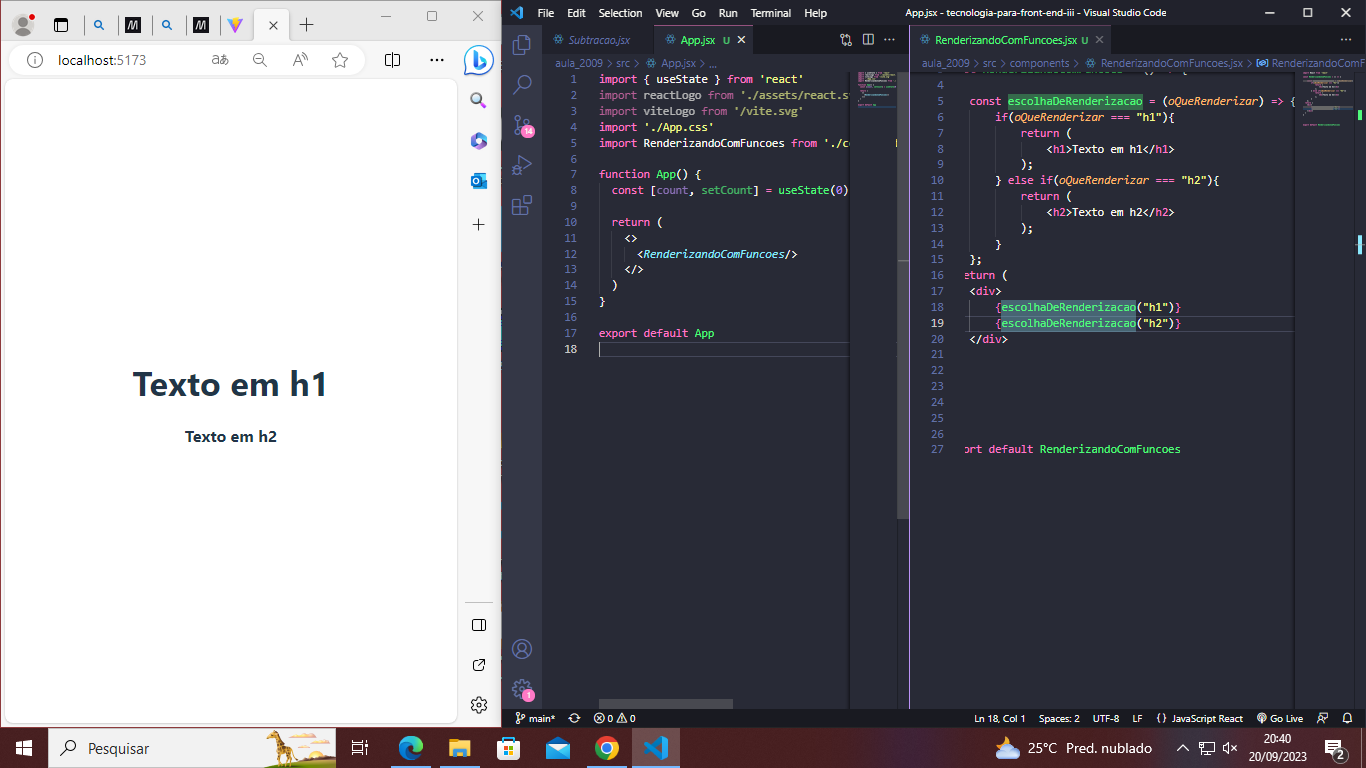 localhost:5173
Texto em h1
Texto em h2
File Edit Selection View Go Run Terminal Help
App.jsx - tecnologia-para-front-end-iii - Visual Studio Code
Subtracao.jsx
App.jsx U
aula_2009 > src > App.jsx > ...
1 import { useState } from 'react'
2 import reactLogo from './assets/react.s
3 import viteLogo from '/vite.svg'
4 import './App.css'
5 import RenderizandoComFuncoes from './c
6
7 function App() {
8 const [count, setCount] = useState(0)
9
10 return (
11 <>
12 <RenderizandoComFuncoes/>
13 </>
14 )
15 }
16
17 export default App
18
RenderizandoComFuncoes.jsx U
aula_2009 > src > components > RenderizandoComFuncoes.jsx > RenderizandoComF
4
5 const escolhaDeRenderizacao = (oQueRenderizar) => {
6 if(oQueRenderizar === "h1"){
7 return (
8 <h1>Texto em h1</h1>
9 );
10 } else if(oQueRenderizar === "h2"){
11 return (
12 <h2>Texto em h2</h2>
13 );
14 }
15 };
16 eturn (
17 <div>
18 {escolhaDeRenderizacao("h1")}
19 {escolhaDeRenderizacao("h2")}
20 </div>
21
22
23
24
25
26
27 ort default RenderizandoComFuncoes
14
1
main*
0 0
Ln 18, Col 1 Spaces: 2 UTF-8 LF { } JavaScript React Go Live
Pesquisar
25°C Pred. nublado
20:40
20/09/2023
2